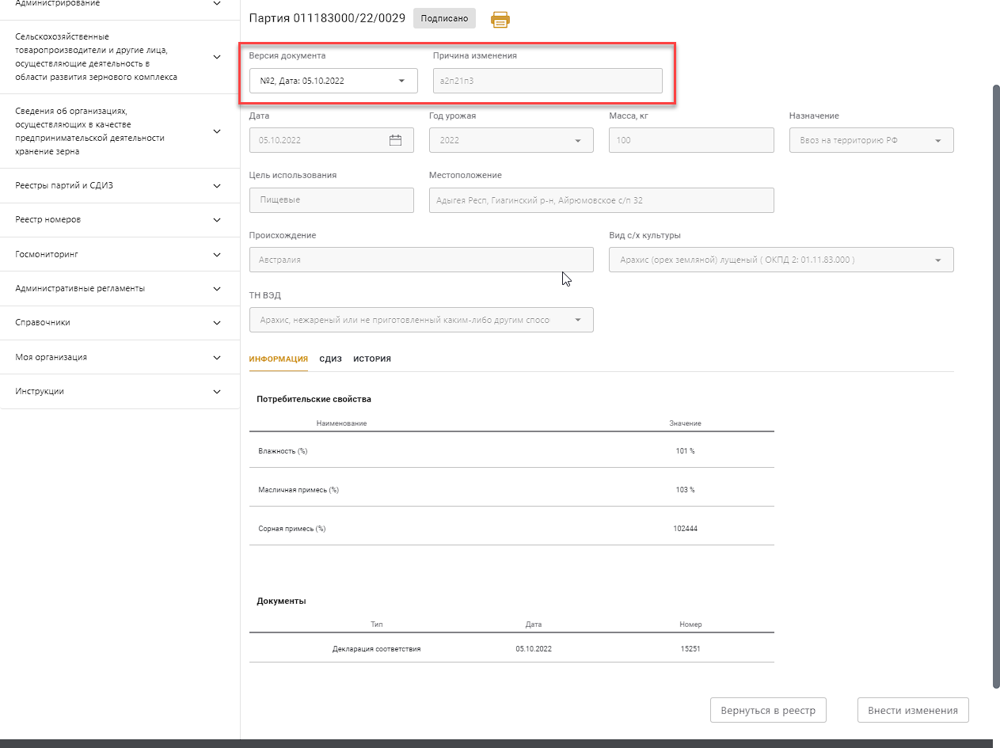 Администрирование
Сельскохозяйственные
товаропроизводители и другие лица,
осуществляющие деятельность в
области развития зернового комплекса
Сведения об организациях,
осуществляющих в качестве
предпринимательской деятельности
хранение зерна
Реестры партий и СДИЗ
Реестр номеров
Госмониторинг
Административные регламенты
Справочники
Моя организация
Инструкции
Партия 011183000/22/0029 Подписано
Версия документа Причина изменения
№2, Дата: 05.10.2022 а2п21п3
Дата Год урожая Масса, кг Назначение
05.10.2022 2022 100 Ввоз на территорию РФ
Цель использования Местоположение
Пищевые Адыгея Респ, Гиагинский р-н, Айрюмовское с/п 32
Происхождение Вид с/х культуры
Австралия Арахис (орех земляной) лущеный ( ОКПД 2: 01.11.83.000 )
ТН ВЭД
Арахис, нежареный или не приготовленный каким-либо другим спосо
ИНФОРМАЦИЯ СДИЗ ИСТОРИЯ
Потребительские свойства
Наименование Значение
Влажность (%) 101 %
Масличная примесь (%) 103 %
Сорная примесь (%) 102444
Документы
Тип Дата Номер
Декларация соответствия 05.10.2022 15251
Вернуться в реестр Внести изменения